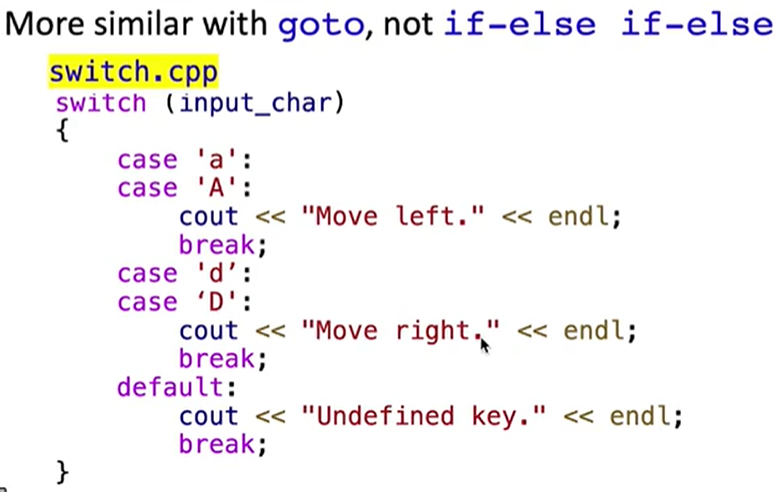 More similar with goto, not if-else if-else
switch.cpp
switch (input_char)
{
case 'a':
case 'A':
cout << "Move left." << endl;
break;
case 'd’:
case ‘D':
cout << "Move right." << endl;
break;
default:
cout << "Undefined key." << endl;
break;
}